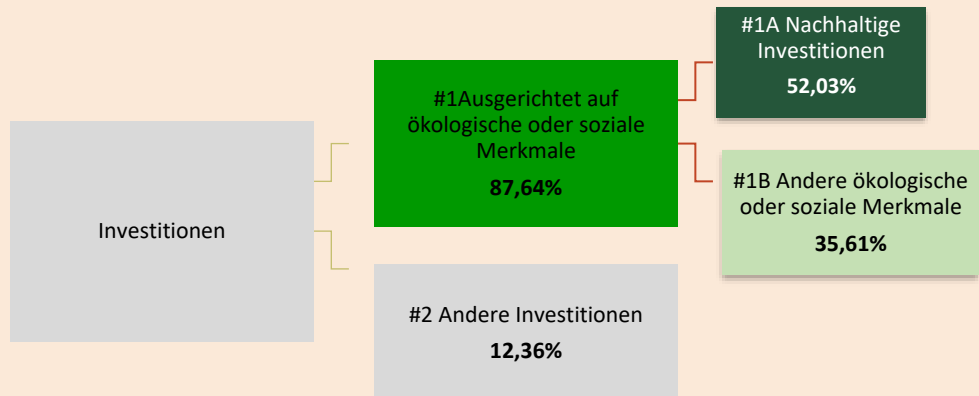 Investitionen
#1Ausgerichtet auf
ökologische oder soziale
Merkmale
87,64%
#2 Andere Investitionen
12,36%
#1A Nachhaltige
Investitionen
52,03%
#1B Andere ökologische
oder soziale Merkmale
35,61%